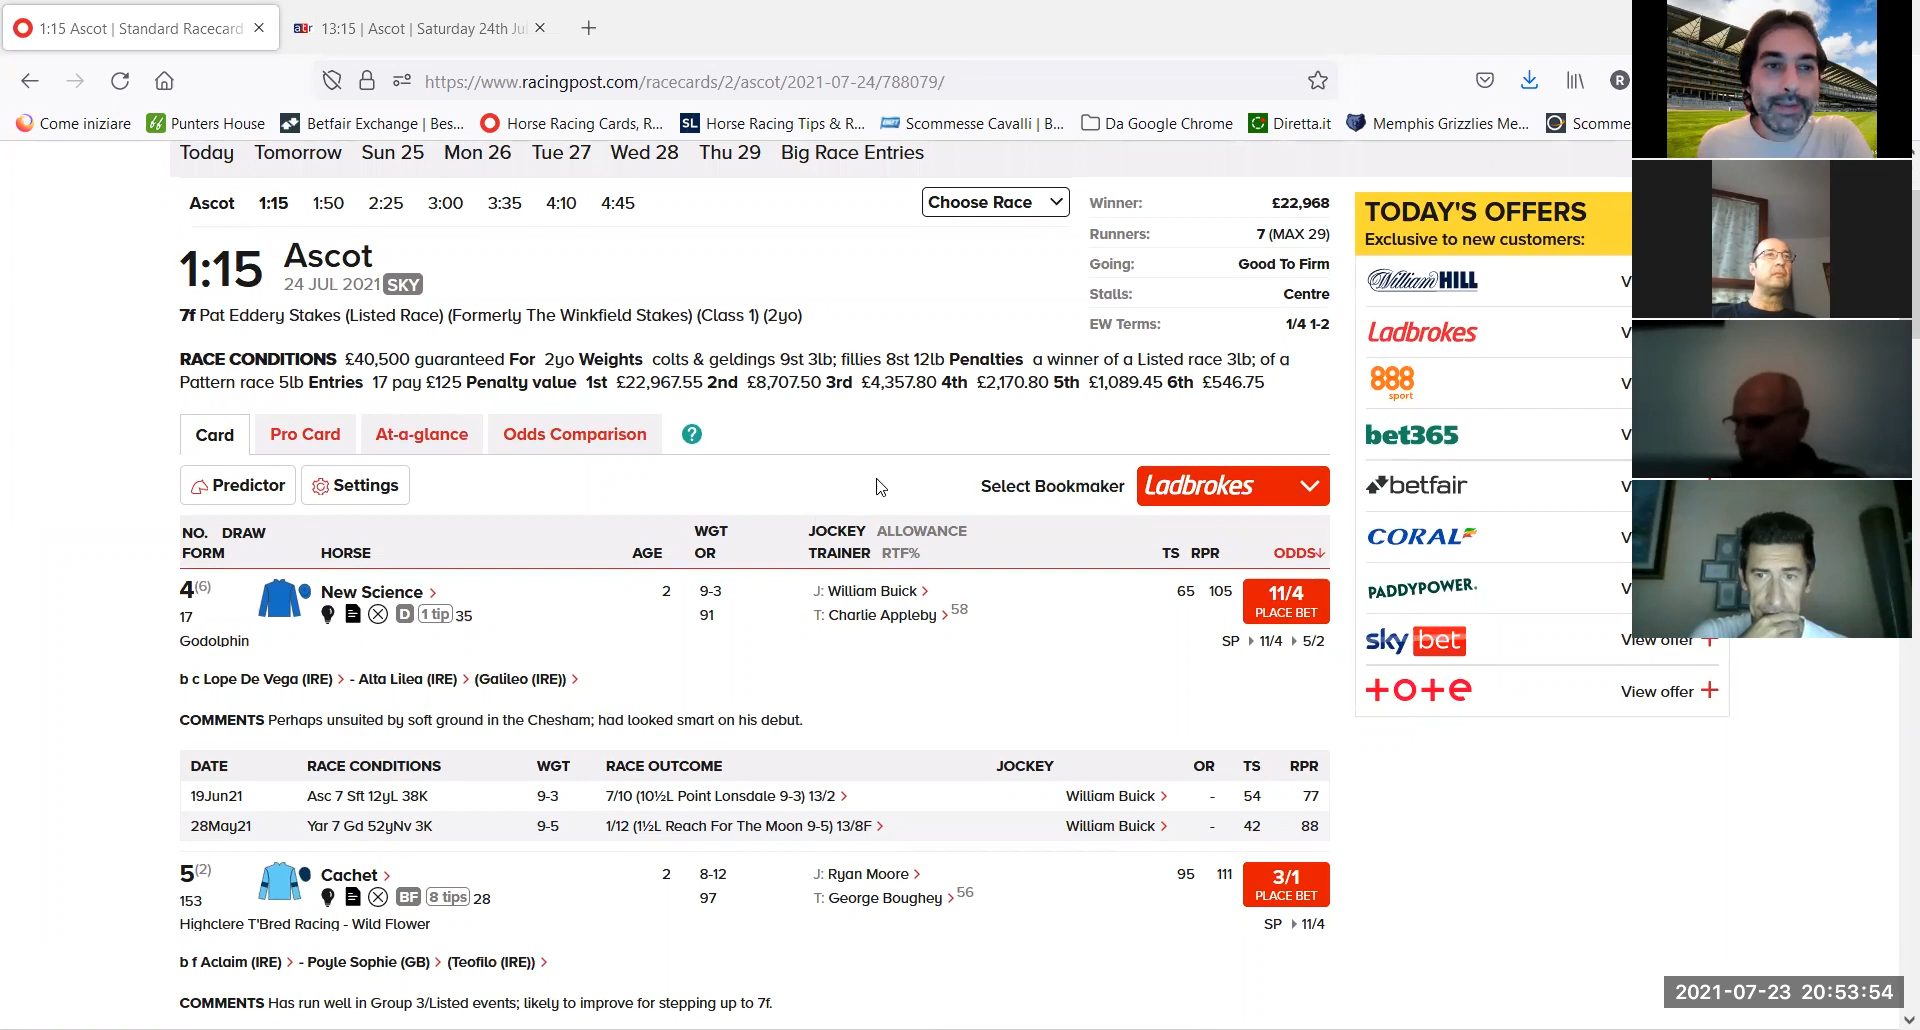 1:15 Ascot | Standard Racecard
atr 13:15 | Ascot | Saturday 24th Ju
https://www.racingpost.com/racecards/2/ascot/2021-07-24/788079/
R
Come iniziare
Punters House
Betfair Exchange | Bes...
Horse Racing Cards, R...
SL Horse Racing Tips & R...
Scommesse Cavalli | B...
Da Google Chrome
Diretta.it
Memphis Grizzlies Me...
Scomme
Today Tomorrow Sun 25 Mon 26 Tue 27 Wed 28 Thu 29 Big Race Entries
Ascot 1:15 1:50 2:25 3:00 3:35 4:10 4:45
Choose Race
Winner: £22,968
Runners: 7 (MAX 29)
Going: Good To Firm
Stalls: Centre
EW Terms: 1/4 1-2
1:15 Ascot
24 JUL 2021 SKY
7f Pat Eddery Stakes (Listed Race) (Formerly The Winkfield Stakes) (Class 1) (2yo)
RACE CONDITIONS £40,500 guaranteed For 2yo Weights colts & geldings 9st 3lb; fillies 8st 12lb Penalties a winner of a Listed race 3lb; of a
Pattern race 5lb Entries 17 pay £125 Penalty value 1st £22,967.55 2nd £8,707.50 3rd £4,357.80 4th £2,170.80 5th £1,089.45 6th £546.75
Card Pro Card At-a-glance Odds Comparison ?
Predictor Settings
Select Bookmaker Ladbrokes
NO. DRAW WGT JOCKEY ALLOWANCE
FORM HORSE AGE OR TRAINER RTF% TS RPR ODDS↓
4(6) New Science > 2 9-3 J: William Buick > 65 105 11/4
PLACE BET
17 D 1 tip 35 91 T: Charlie Appleby > 58
Godolphin SP 11/4 5/2
b c Lope De Vega (IRE) > - Alta Lilea (IRE) > (Galileo (IRE)) >
COMMENTS Perhaps unsuited by soft ground in the Chesham; had looked smart on his debut.
DATE RACE CONDITIONS WGT RACE OUTCOME JOCKEY OR TS RPR
19Jun21 Asc 7 Sft 12yL 38K 9-3 7/10 (10½L Point Lonsdale 9-3) 13/2 > William Buick > - 54 77
28May21 Yar 7 Gd 52yNv 3K 9-5 1/12 (1½L Reach For The Moon 9-5) 13/8F > William Buick > - 42 88
5(2) Cachet > 2 8-12 J: Ryan Moore > 95 111 3/1
PLACE BET
153 BF 8 tips 28 97 T: George Boughey > 56
Highclere T'Bred Racing - Wild Flower SP 11/4
b f Aclaim (IRE) > - Poyle Sophie (GB) > (Teofilo (IRE)) >
COMMENTS Has run well in Group 3/Listed events; likely to improve for stepping up to 7f.
TODAY'S OFFERS
Exclusive to new customers:
William HILL V
Ladbrokes V
888 sport V
bet365 V
betfair V
CORAL V
PADDYPOWER. V
sky bet View offer +
tote View offer +
2021-07-23 20:53:54